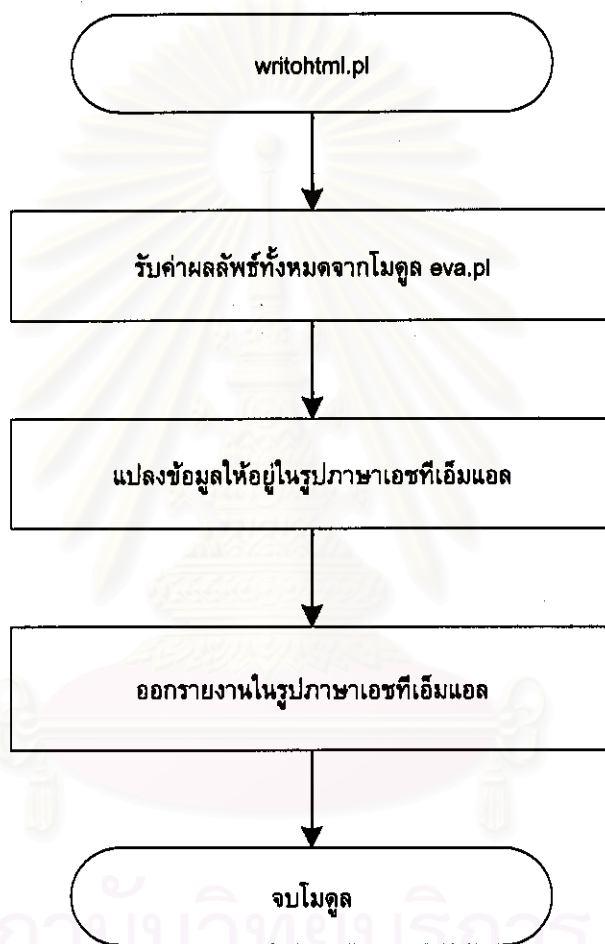 writohtml.pl
รับค่าผลลัพธ์ทั้งหมดจากโมดูล eva.pl
แปลงข้อมูลให้อยู่ในรูปภาษาเอชทีเอ็มแอล
ออกรายงานในรูปภาษาเอชทีเอ็มแอล
จบโมดูล